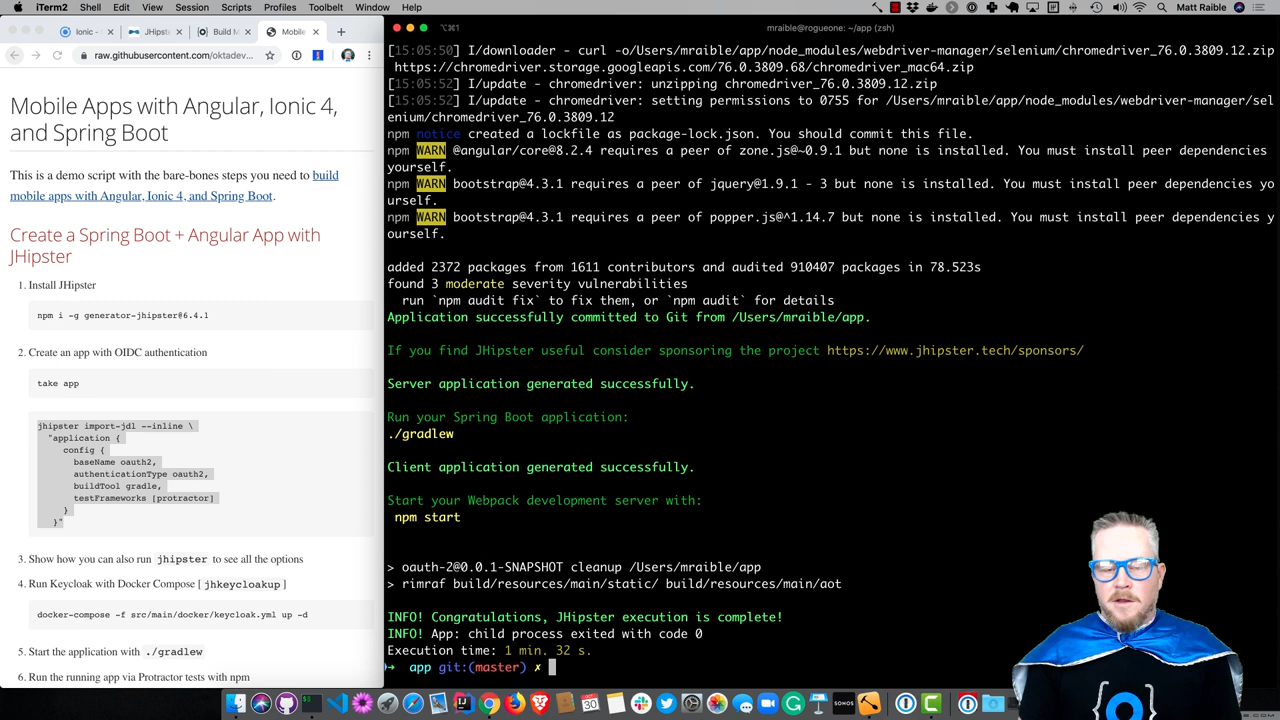 iTerm2 Shell Edit View Session Scripts Profiles Toolbelt Window Help
Matt Raible
Ionic -
JHipst
Build M
Mobile
raw.githubusercontent.com/oktadev...
⌥⌘1
mraible@rogueone: ~/app (zsh)
Mobile Apps with Angular, Ionic 4,
and Spring Boot
This is a demo script with the bare-bones steps you need to build
mobile apps with Angular, Ionic 4, and Spring Boot.
Create a Spring Boot + Angular App with
JHipster
1. Install JHipster
npm i -g generator-jhipster@6.4.1
2. Create an app with OIDC authentication
take app
jhipster import-jdl --inline \
"application {
config {
baseName oauth2,
authenticationType oauth2,
buildTool gradle,
testFrameworks [protractor]
}
}"
3. Show how you can also run jhipster to see all the options
4. Run Keycloak with Docker Compose [ jhkeycloakup ]
docker-compose -f src/main/docker/keycloak.yml up -d
5. Start the application with ./gradlew
6. Run the running app via Protractor tests with npm
[15:05:50] I/downloader - curl -o/Users/mraible/app/node_modules/webdriver-manager/selenium/chromedriver_76.0.3809.12.zip
https://chromedriver.storage.googleapis.com/76.0.3809.68/chromedriver_mac64.zip
[15:05:52] I/update - chromedriver: unzipping chromedriver_76.0.3809.12.zip
[15:05:52] I/update - chromedriver: setting permissions to 0755 for /Users/mraible/app/node_modules/webdriver-manager/sel
enium/chromedriver_76.0.3809.12
npm notice created a lockfile as package-lock.json. You should commit this file.
npm WARN @angular/core@8.2.4 requires a peer of zone.js@~0.9.1 but none is installed. You must install peer dependencies
yourself.
npm WARN bootstrap@4.3.1 requires a peer of jquery@1.9.1 - 3 but none is installed. You must install peer dependencies yo
urself.
npm WARN bootstrap@4.3.1 requires a peer of popper.js@^1.14.7 but none is installed. You must install peer dependencies y
ourself.
added 2372 packages from 1611 contributors and audited 910407 packages in 78.523s
found 3 moderate severity vulnerabilities
run `npm audit fix` to fix them, or `npm audit` for details
Application successfully committed to Git from /Users/mraible/app.
If you find JHipster useful consider sponsoring the project https://www.jhipster.tech/sponsors/
Server application generated successfully.
Run your Spring Boot application:
./gradlew
Client application generated successfully.
Start your Webpack development server with:
npm start
> oauth-2@0.0.1-SNAPSHOT cleanup /Users/mraible/app
> rimraf build/resources/main/static/ build/resources/main/aot
INFO! Congratulations, JHipster execution is complete!
INFO! App: child process exited with code 0
Execution time: 1 min. 32 s.
➜ app git:(master) ✗
30
SONOS